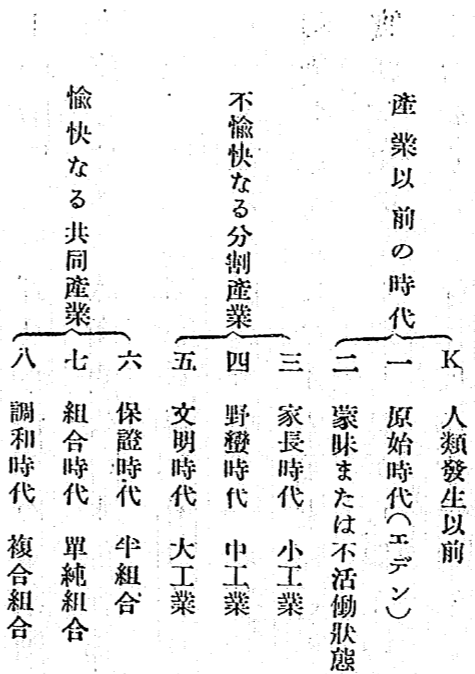 産業以前の時代
K 人類發生以前
一 原始時代(エデン)
二 蒙昧または不活働狀態
不愉快なる分割産業
三 家長時代 小工業
四 野蠻時代 中工業
五 文明時代 大工業
愉快なる共同産業
六 保證時代 半組合
七 組合時代 單純組合
八 調和時代 複合組合